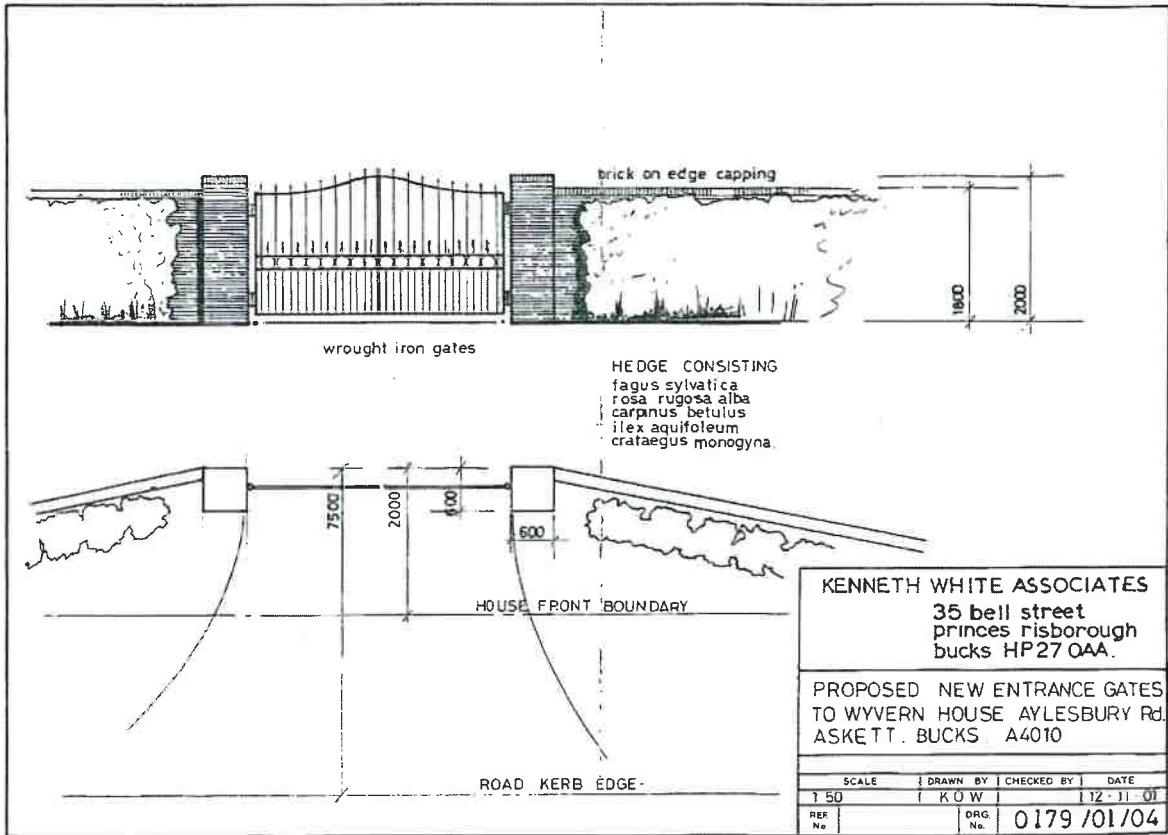 brick on edge capping
1800
2000
wrought iron gates
HEDGE CONSISTING
fagus sylvatica
rosa rugosa alba
carpinus betulus
ilex aquifoleum
crataegus monogyna.
7500
2000
600
600
HOUSE FRONT BOUNDARY
ROAD KERB EDGE
KENNETH WHITE ASSOCIATES
35 bell street
princes risborough
bucks HP27 0AA.
PROPOSED NEW ENTRANCE GATES
TO WYVERN HOUSE AYLESBURY Rd.
ASKETT. BUCKS A4010
SCALE DRAWN BY CHECKED BY DATE
1 50 K O W 12 - 11 - 01
REF No DRG. No. 0179 /01/04